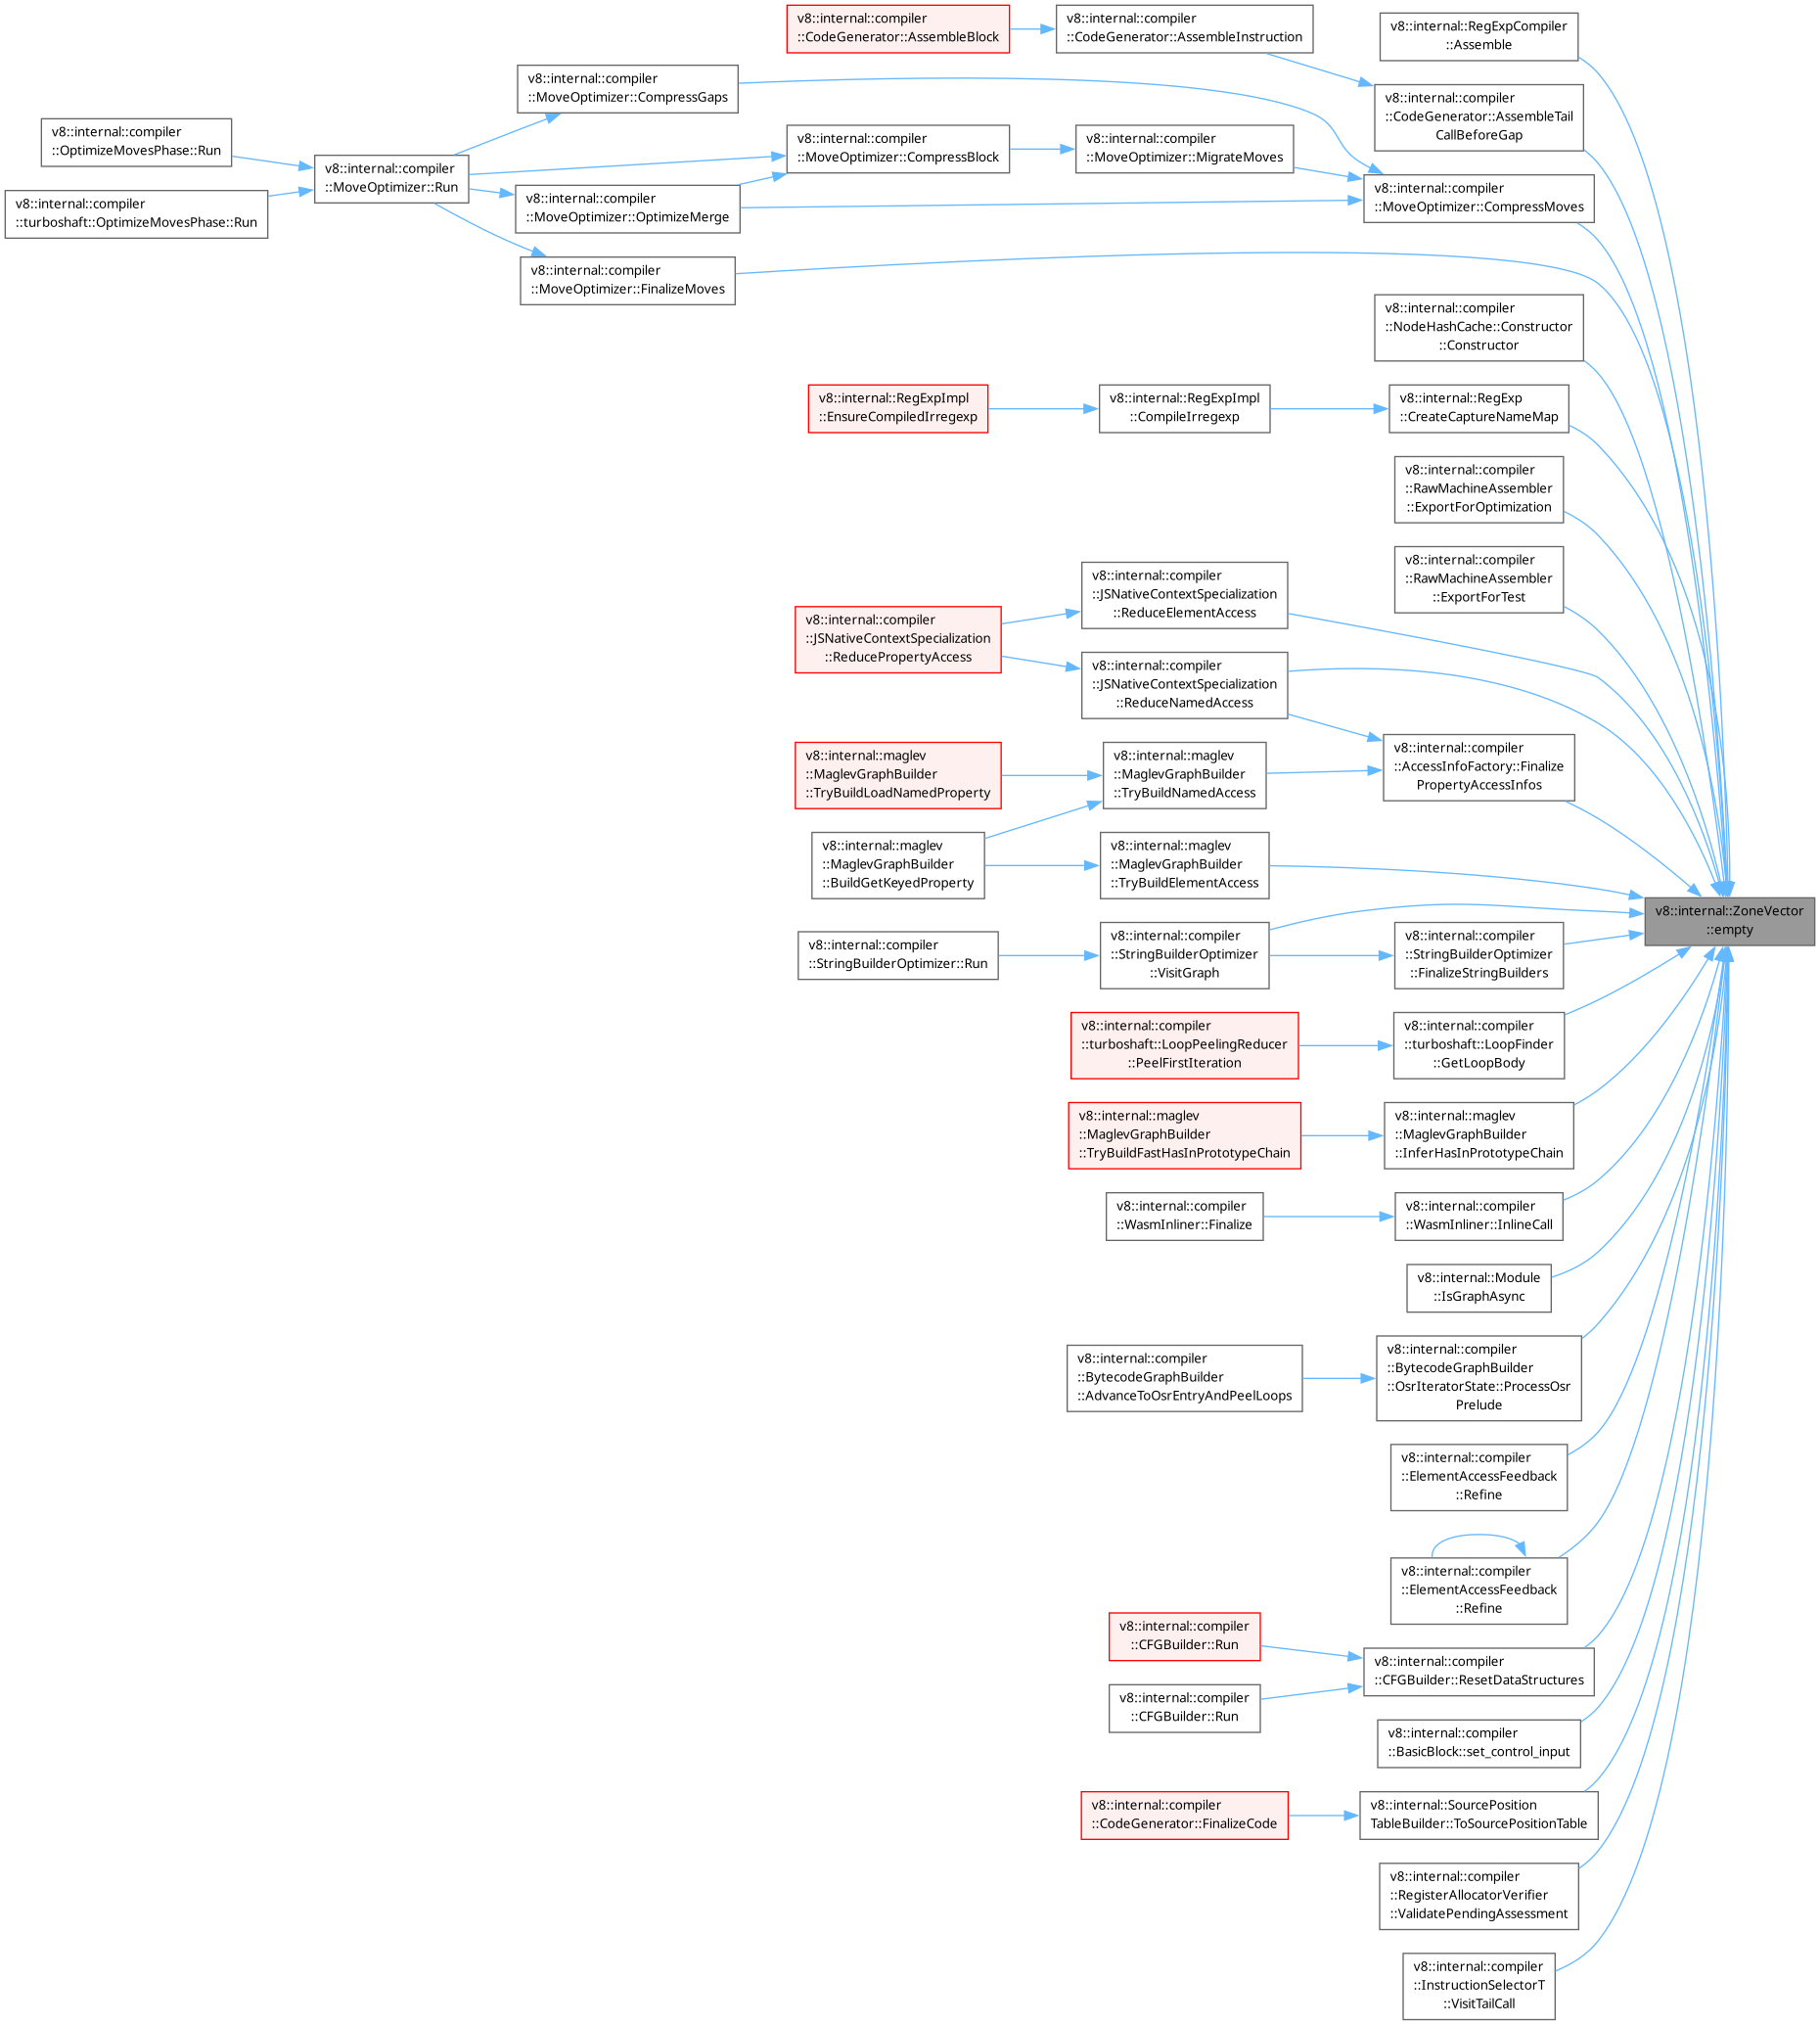 v8::internal::compiler
::CodeGenerator::AssembleBlock
v8::internal::compiler
::CodeGenerator::AssembleInstruction
v8::internal::RegExpCompiler
::Assemble
v8::internal::compiler
::MoveOptimizer::CompressGaps
v8::internal::compiler
::CodeGenerator::AssembleTail
CallBeforeGap
v8::internal::compiler
::OptimizeMovesPhase::Run
v8::internal::compiler
::MoveOptimizer::CompressBlock
v8::internal::compiler
::MoveOptimizer::MigrateMoves
v8::internal::compiler
::MoveOptimizer::Run
v8::internal::compiler
::MoveOptimizer::CompressMoves
v8::internal::compiler
::turboshaft::OptimizeMovesPhase::Run
v8::internal::compiler
::MoveOptimizer::OptimizeMerge
v8::internal::compiler
::MoveOptimizer::FinalizeMoves
v8::internal::compiler
::NodeHashCache::Constructor
::Constructor
v8::internal::RegExpImpl
::EnsureCompiledIrregexp
v8::internal::RegExpImpl
::CompileIrregexp
v8::internal::RegExp
::CreateCaptureNameMap
v8::internal::compiler
::RawMachineAssembler
::ExportForOptimization
v8::internal::compiler
::RawMachineAssembler
::ExportForTest
v8::internal::compiler
::JSNativeContextSpecialization
::ReduceElementAccess
v8::internal::compiler
::JSNativeContextSpecialization
::ReducePropertyAccess
v8::internal::compiler
::JSNativeContextSpecialization
::ReduceNamedAccess
v8::internal::maglev
::MaglevGraphBuilder
::TryBuildLoadNamedProperty
v8::internal::maglev
::MaglevGraphBuilder
::TryBuildNamedAccess
v8::internal::compiler
::AccessInfoFactory::Finalize
PropertyAccessInfos
v8::internal::maglev
::MaglevGraphBuilder
::BuildGetKeyedProperty
v8::internal::maglev
::MaglevGraphBuilder
::TryBuildElementAccess
v8::internal::ZoneVector
::empty
v8::internal::compiler
::StringBuilderOptimizer::Run
v8::internal::compiler
::StringBuilderOptimizer
::VisitGraph
v8::internal::compiler
::StringBuilderOptimizer
::FinalizeStringBuilders
v8::internal::compiler
::turboshaft::LoopPeelingReducer
::PeelFirstIteration
v8::internal::compiler
::turboshaft::LoopFinder
::GetLoopBody
v8::internal::maglev
::MaglevGraphBuilder
::TryBuildFastHasInPrototypeChain
v8::internal::maglev
::MaglevGraphBuilder
::InferHasInPrototypeChain
v8::internal::compiler
::WasmInliner::Finalize
v8::internal::compiler
::WasmInliner::InlineCall
v8::internal::Module
::IsGraphAsync
v8::internal::compiler
::BytecodeGraphBuilder
::AdvanceToOsrEntryAndPeelLoops
v8::internal::compiler
::BytecodeGraphBuilder
::OsrIteratorState::ProcessOsr
Prelude
v8::internal::compiler
::ElementAccessFeedback
::Refine
v8::internal::compiler
::ElementAccessFeedback
::Refine
v8::internal::compiler
::CFGBuilder::Run
v8::internal::compiler
::CFGBuilder::ResetDataStructures
v8::internal::compiler
::CFGBuilder::Run
v8::internal::compiler
::BasicBlock::set_control_input
v8::internal::compiler
::CodeGenerator::FinalizeCode
v8::internal::SourcePosition
TableBuilder::ToSourcePositionTable
v8::internal::compiler
::RegisterAllocatorVerifier
::ValidatePendingAssessment
v8::internal::compiler
::InstructionSelectorT
::VisitTailCall